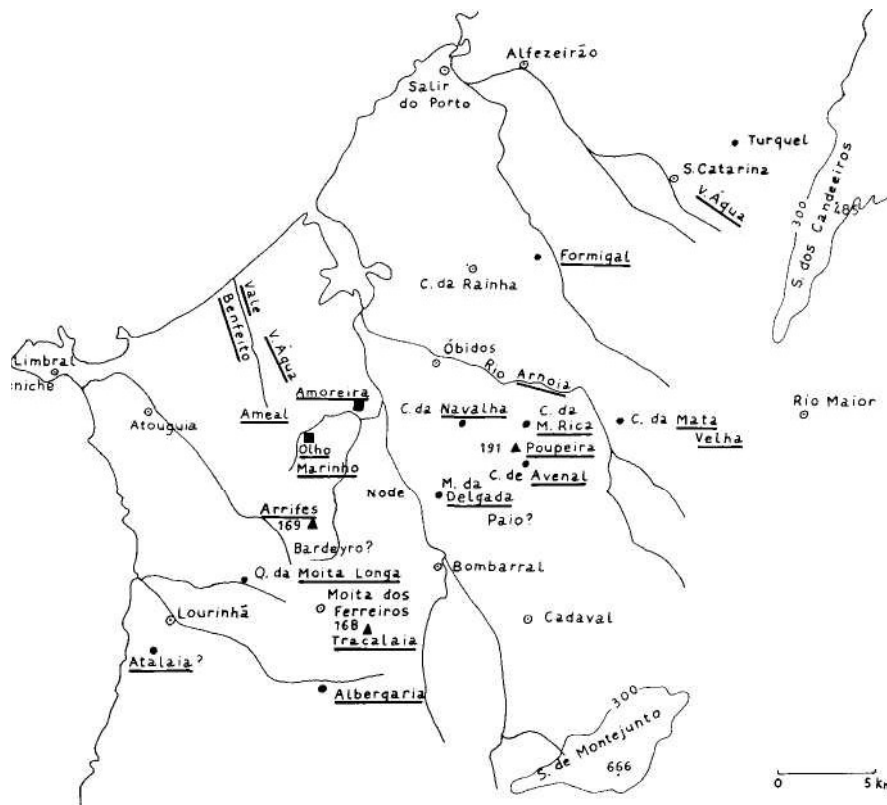 Alfezeirão
Salir
do Porto
Turquel
S. Catarina
V. Água
S. dos Candeeiros
300
485
Formigal
C. da Rainha
Vale
Benfeito
V. Água
Óbidos
Rio Arnoia
Limbral
eniche
Atouguia
Ameal
Amoreira
Olho
Marinho
C. da Navalha
C. da
M. Rica
191
Poupeira
C. de Avenal
C. da Mata
Velha
Rio Maior
M. da
Delgada
Node
Paio?
Arrifes
169
Bardeyro?
Q. da Moita Longa
Bombarral
Lourinhã
Moita dos
Ferreiros
168
Traçalaia
Cadaval
Atalaia?
Albergaria
300
S. de Montejunto
666
0 5 km